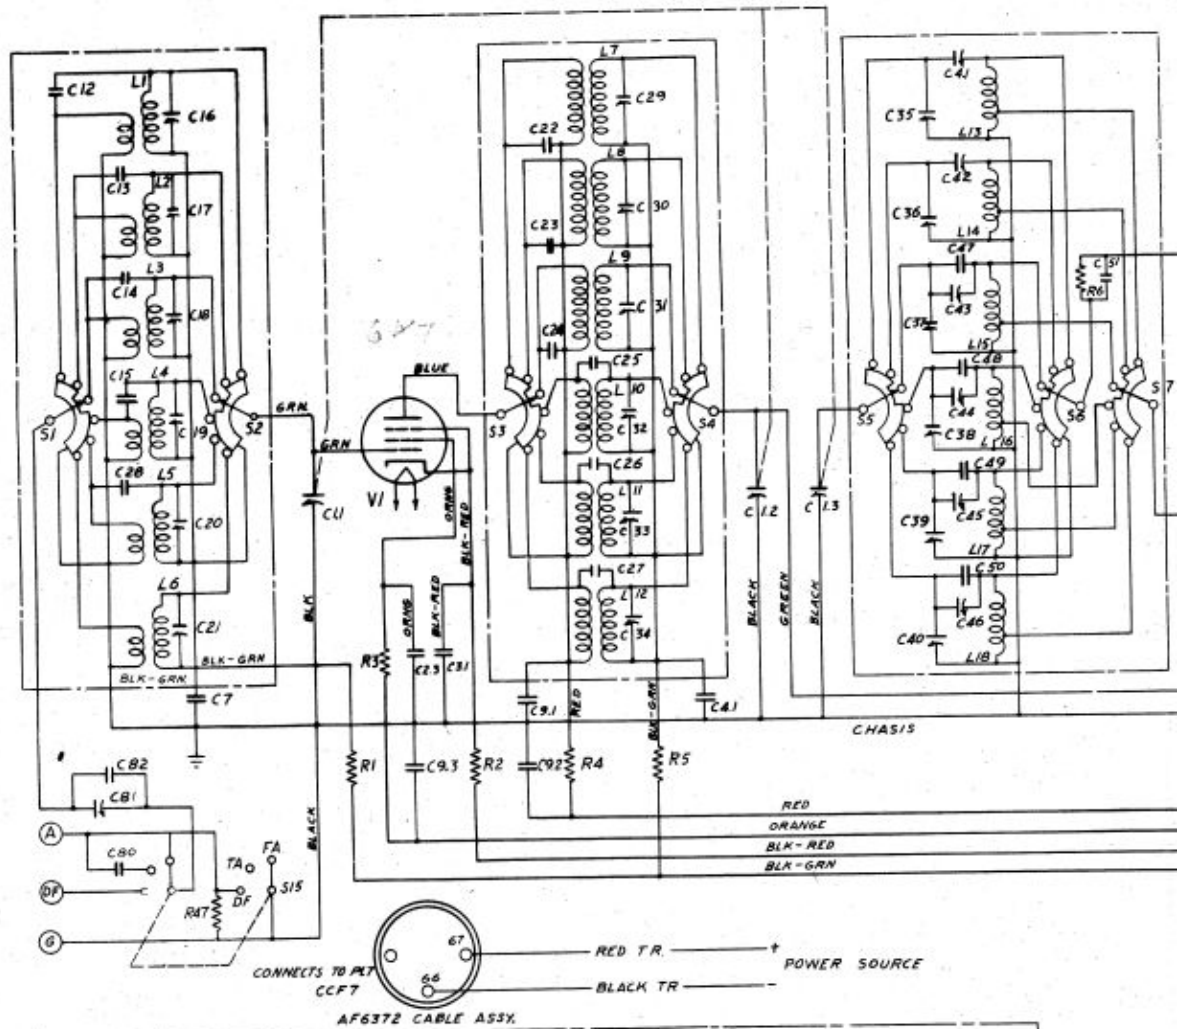 L1
C12
C16
C13
L2
C17
L3
C14
C18
L4
C15
C19
S1
S2
C28
L5
C20
L6
C21
BLK-GRN
BLK-GRN
C7
GRN
GRN
BLUE
V1
C1.1
ORNG
BLK-RED
BLK
ORNG
BLK-RED
R3
C2.3
C3.1
L7
C29
C22
L8
C30
C23
L9
C31
C24
C25
L10
C32
S3
S4
C26
L11
C33
C27
L12
C34
C9.1
RED
BLK-GRN
C4.1
C1.2
C1.3
BLACK
GREEN
BLACK
C41
C35
L13
C42
C36
L14
C47
C43
C37
L15
C48
C44
C38
L16
S5
S6
S7
C51
R6
C49
C45
C39
L17
C50
C46
C40
L18
CHASIS
R1
C9.3
R2
C9.2
R4
R5
C82
C81
A
C80
DF
G
R47
TA
FA
DF
S15
BLACK
RED
ORANGE
BLK-RED
BLK-GRN
67
66
RED TR. +
BLACK TR -
POWER SOURCE
CONNECTS TO PLT
CCF7
AF6372 CABLE ASSY.